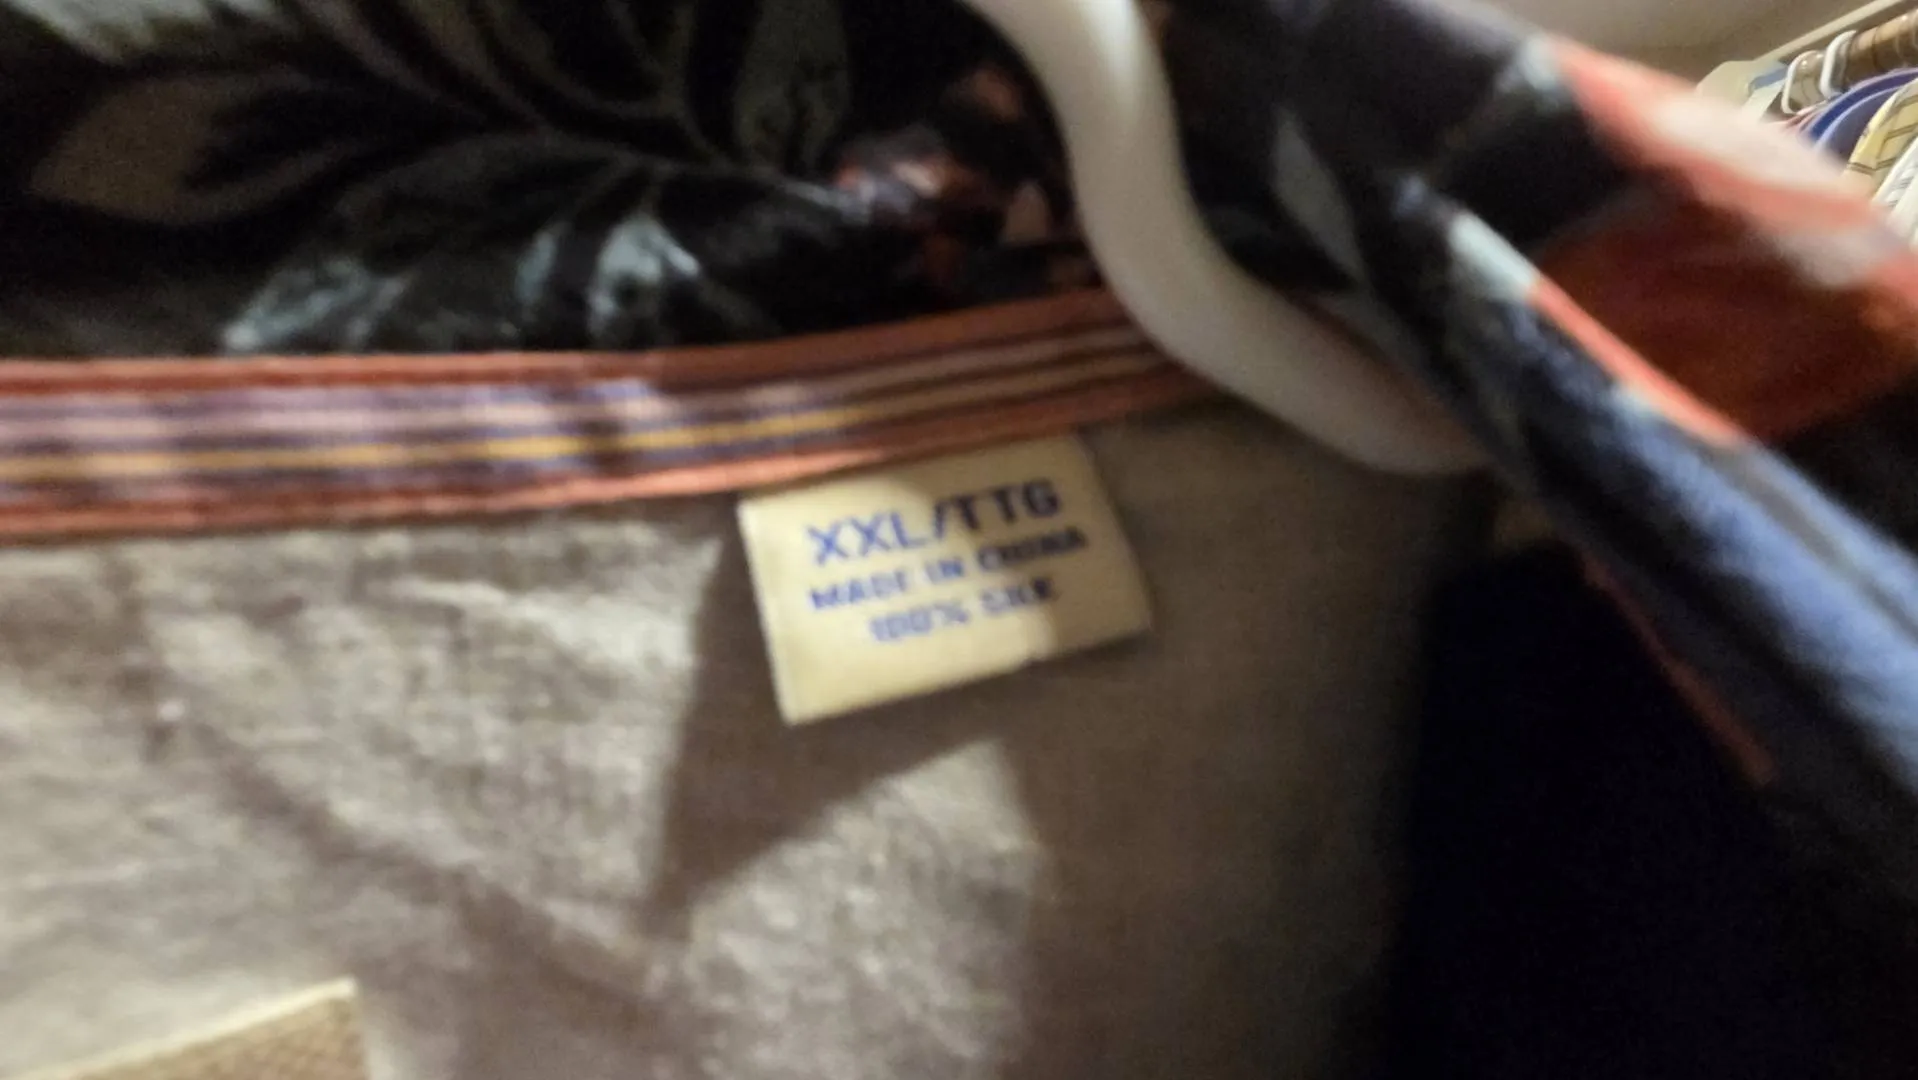 XXL/TTG
MADE IN CHINA
100% SILK